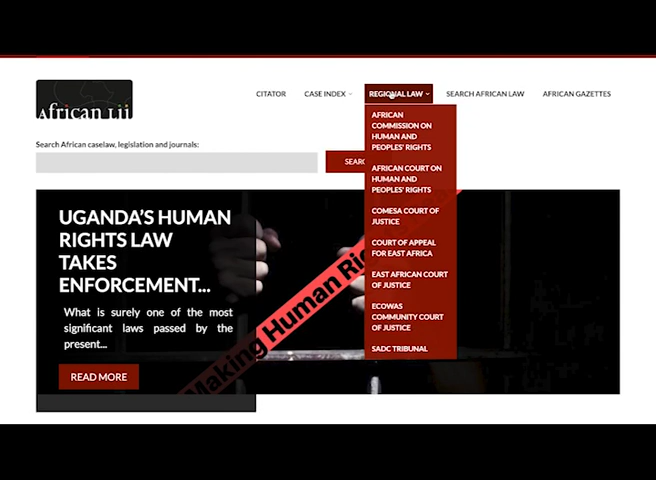 African Lii
CITATOR
CASE INDEX
REGIONAL LAW
SEARCH AFRICAN LAW
AFRICAN GAZETTES
AFRICAN
COMMISSION ON
HUMAN AND
PEOPLES' RIGHTS
AFRICAN COURT ON
HUMAN AND
PEOPLES' RIGHTS
COMESA COURT OF
JUSTICE
COURT OF APPEAL
FOR EAST AFRICA
EAST AFRICAN COURT
OF JUSTICE
ECOWAS
COMMUNITY COURT
OF JUSTICE
SADC TRIBUNAL
Search African caselaw, legislation and journals:
SEARC
UGANDA'S HUMAN
RIGHTS LAW
TAKES
ENFORCEMENT...
What is surely one of the most
significant laws passed by the
present...
READ MORE
Making Human Rig